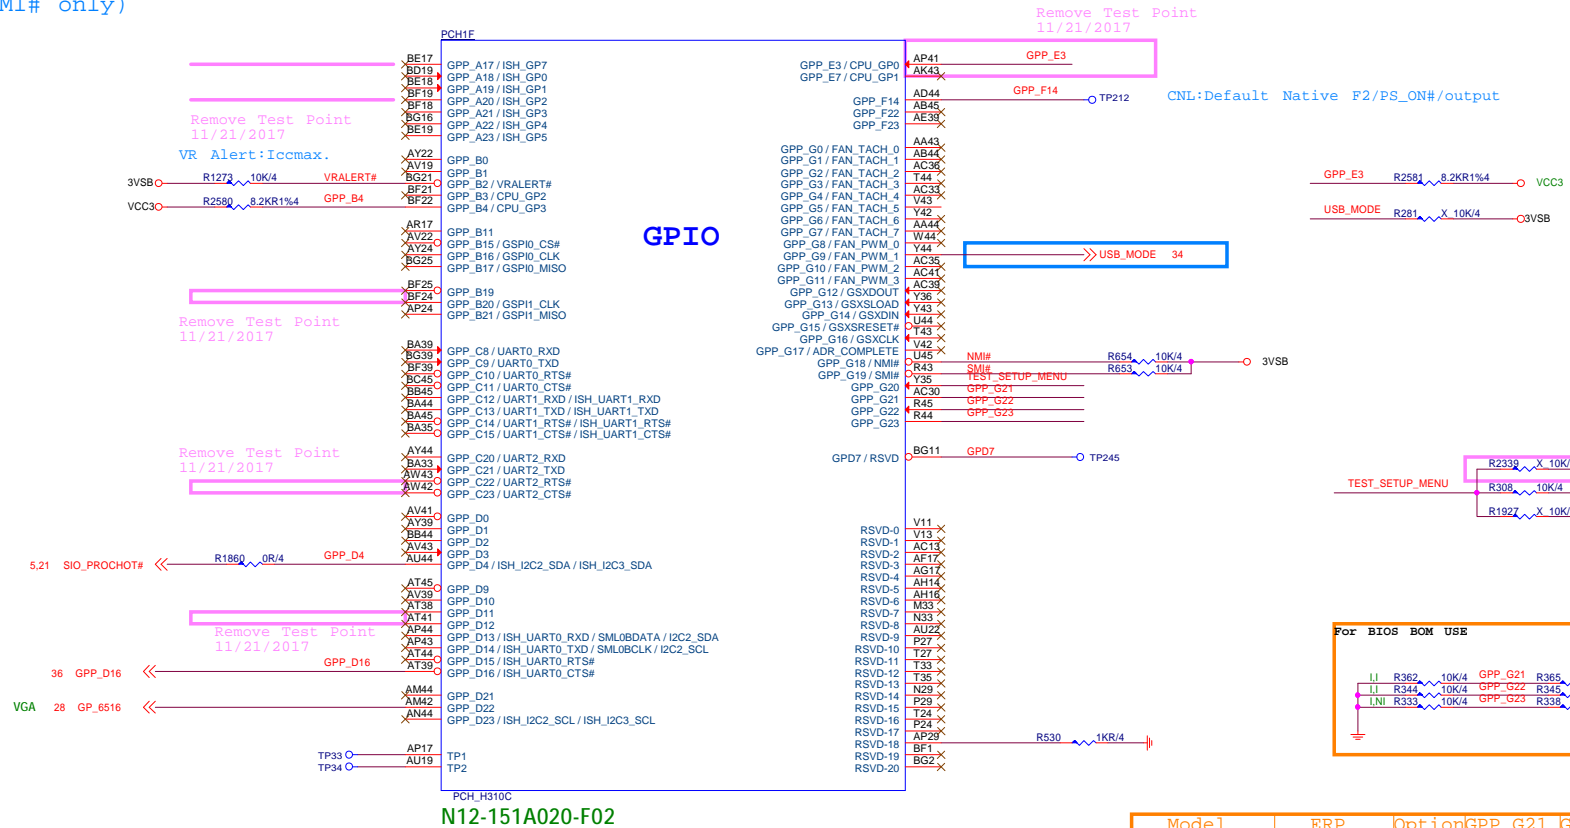 MI# only)
Remove Test Point
11/21/2017
PCH1F
BE17 GPP_A17 / ISH_GP7
BD19 GPP_A18 / ISH_GP0
BE18 GPP_A19 / ISH_GP1
BF19 GPP_A20 / ISH_GP2
BF18 GPP_A21 / ISH_GP3
BG16 GPP_A22 / ISH_GP4
BE19 GPP_A23 / ISH_GP5
Remove Test Point
11/21/2017
VR Alert:Iccmax.
AY22 GPP_B0
AV19 GPP_B1
3VSB R1273 10K/4 VRALERT# BG21 GPP_B2 / VRALERT#
BF21 GPP_B3 / CPU_GP2
VCC3 R2580 8.2KR1%4 GPP_B4 BF22 GPP_B4 / CPU_GP3
AR17 GPP_B11
AV22 GPP_B15 / GSPI0_CS#
AY24 GPP_B16 / GSPI0_CLK
BG25 GPP_B17 / GSPI0_MISO
BF25 GPP_B19
BF24 GPP_B20 / GSPI1_CLK
AP24 GPP_B21 / GSPI1_MISO
Remove Test Point
11/21/2017
BA39 GPP_C8 / UART0_RXD
BG39 GPP_C9 / UART0_TXD
BF39 GPP_C10 / UART0_RTS#
BC45 GPP_C11 / UART0_CTS#
BB45 GPP_C12 / UART1_RXD / ISH_UART1_RXD
BA44 GPP_C13 / UART1_TXD / ISH_UART1_TXD
BA45 GPP_C14 / UART1_RTS# / ISH_UART1_RTS#
BA35 GPP_C15 / UART1_CTS# / ISH_UART1_CTS#
Remove Test Point
11/21/2017
AY44 GPP_C20 / UART2_RXD
BA33 GPP_C21 / UART2_TXD
AW43 GPP_C22 / UART2_RTS#
AW42 GPP_C23 / UART2_CTS#
AV41 GPP_D0
AY39 GPP_D1
BB44 GPP_D2
AV43 GPP_D3
5,21 SIO_PROCHOT# R1860 0R/4 GPP_D4 AU44 GPP_D4 / ISH_I2C2_SDA / ISH_I2C3_SDA
AT45 GPP_D9
AV39 GPP_D10
AT38 GPP_D11
AT41 GPP_D12
AP44 GPP_D13 / ISH_UART0_RXD / SML0BDATA / I2C2_SDA
AP43 GPP_D14 / ISH_UART0_TXD / SML0BCLK / I2C2_SCL
AT44 GPP_D15 / ISH_UART0_RTS#
36 GPP_D16 GPP_D16 AT39 GPP_D16 / ISH_UART0_CTS#
Remove Test Point
11/21/2017
AM44 GPP_D21
VGA 28 GP_6516 AM42 GPP_D22
AN44 GPP_D23 / ISH_I2C2_SCL / ISH_I2C3_SCL
TP33 AP17 TP1
TP34 AU19 TP2
PCH_H310C
N12-151A020-F02
GPIO
GPP_E3 / CPU_GP0 AP41 GPP_E3
GPP_E7 / CPU_GP1 AK43
GPP_F14 AD44 GPP_F14 TP212
GPP_F22 AB45
GPP_F23 AE39
CNL:Default Native F2/PS_ON#/output
GPP_G0 / FAN_TACH_0 AA43
GPP_G1 / FAN_TACH_1 AB44
GPP_G2 / FAN_TACH_2 AC36
GPP_G3 / FAN_TACH_3 T44
GPP_G4 / FAN_TACH_4 AC33
GPP_G5 / FAN_TACH_5 V43
GPP_G6 / FAN_TACH_6 Y42
GPP_G7 / FAN_TACH_7 AA44
GPP_G8 / FAN_PWM_0 W44
GPP_G9 / FAN_PWM_1 Y44 USB_MODE 34
GPP_G10 / FAN_PWM_2 AC35
GPP_G11 / FAN_PWM_3 AC41
GPP_G12 / GSXDOUT AC39
GPP_G13 / GSXSLOAD Y36
GPP_G14 / GSXDIN Y43
GPP_G15 / GSXSRESET# U44
GPP_G16 / GSXCLK T43
GPP_G17 / ADR_COMPLETE V42
GPP_G18 / NMI# U45 NMI# R654 10K/4 3VSB
GPP_G19 / SMI# R43 SMI# R653 10K/4
GPP_G20 Y35 TEST_SETUP_MENU
GPP_G21 AC30 GPP_G21
GPP_G22 R45 GPP_G22
GPP_G23 R44 GPP_G23
GPD7 / RSVD BG11 GPD7 TP245
RSVD-0 V11
RSVD-1 V13
RSVD-2 AC13
RSVD-3 AF17
RSVD-4 AG17
RSVD-5 AH14
RSVD-6 AH16
RSVD-7 M33
RSVD-8 N33
RSVD-9 AU22
RSVD-10 P27
RSVD-11 T27
RSVD-12 T33
RSVD-13 T35
RSVD-14 N29
RSVD-15 P29
RSVD-16 T24
RSVD-17 P24
RSVD-18 AP29 R530 1KR/4
RSVD-19 BF1
RSVD-20 BG2
GPP_E3 R2581 8.2KR1%4 VCC3
USB_MODE R281 X_10K/4 3VSB
R2339 X_10K/
TEST_SETUP_MENU R308 10K/4
R1927 X_10K/
For BIOS BOM USE
I,I R362 10K/4 GPP_G21 R365
I,I R344 10K/4 GPP_G22 R345
I,NI R333 10K/4 GPP_G23 R338
Model ERP Option GPP_G21 G